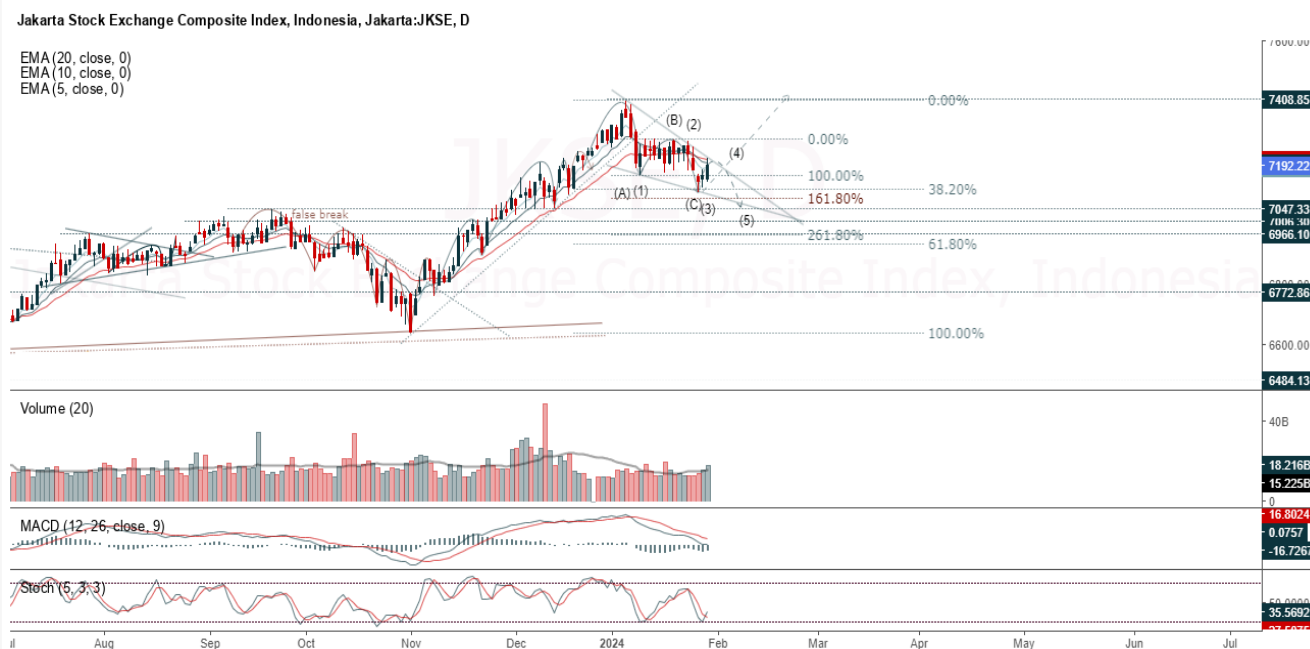 Jakarta Stock Exchange Composite Index, Indonesia, Jakarta:JKSE, D
EMA (20, close, 0)
EMA (10, close, 0)
EMA (5, close, 0)
7600.00
7408.85
0.00%
(B) (2)
0.00%
(4)
7192.22
100.00%
38.20%
(A) (1)
161.80%
(C) (3)
7047.33
false break
(5)
7006.30
6966.10
261.80%
61.80%
6772.86
100.00%
6600.00
6484.13
Volume (20)
40B
18.216B
15.225B
0
MACD (12, 26, close, 9)
16.8024
0.0757
-16.7267
Stoch (5, 3, 3)
35.5692
Aug Sep Oct Nov Dec 2024 Feb Mar Apr May Jun Jul